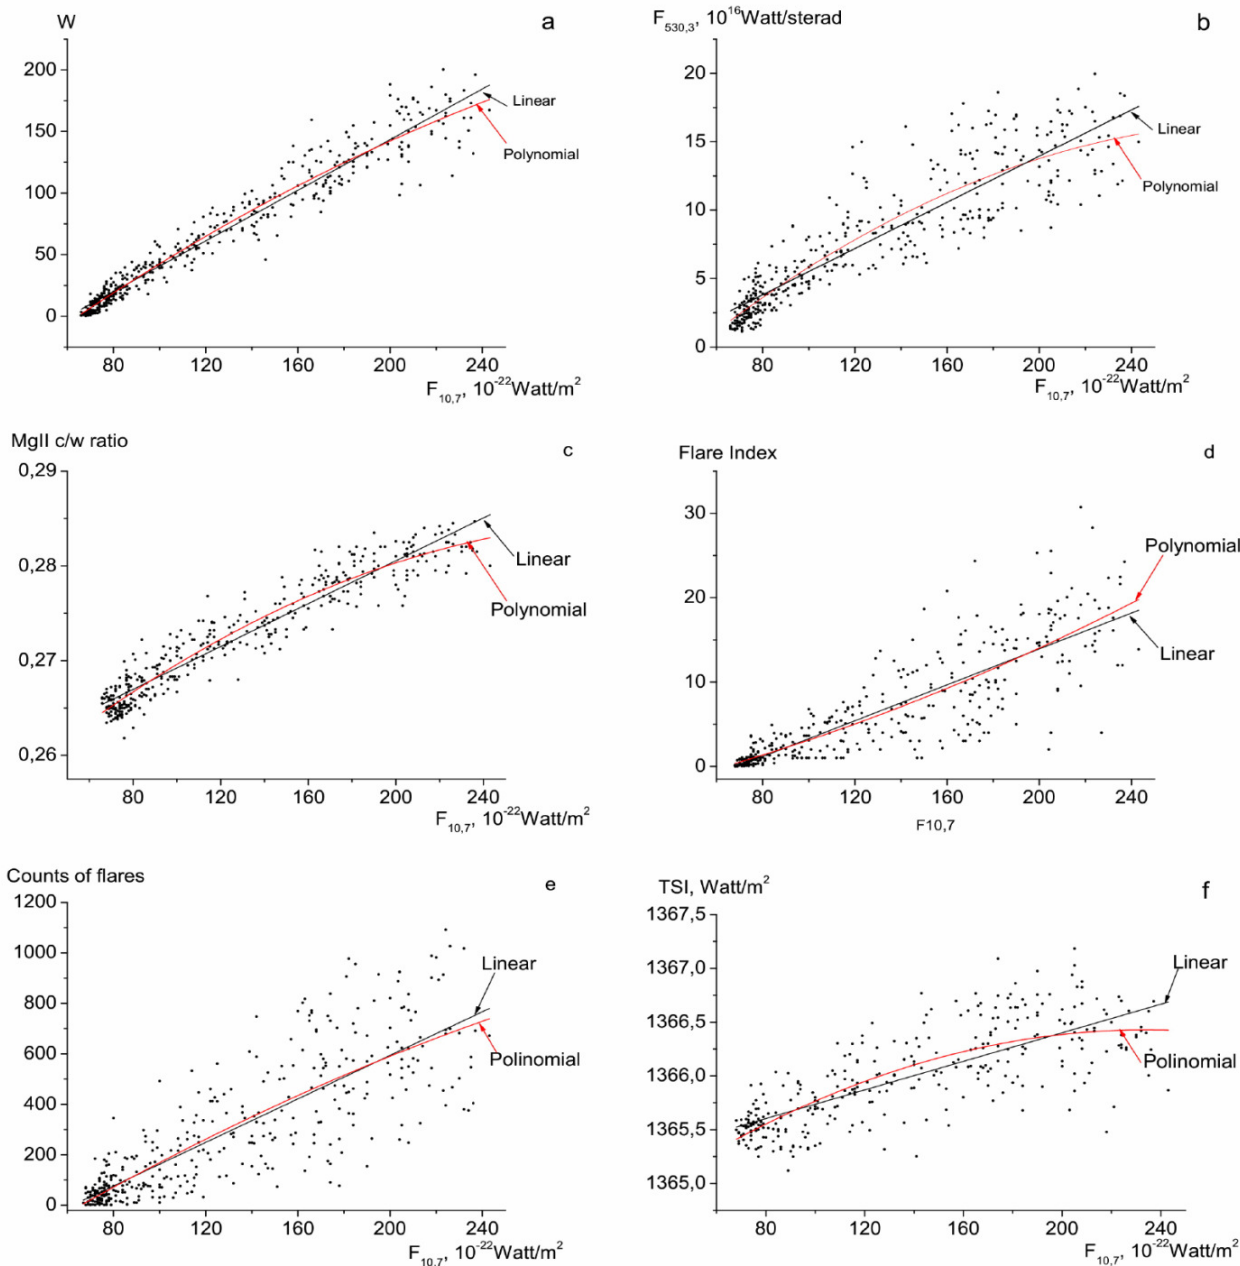 W
a
200
150
100
50
0
80 120 160 200 240
F10,7, 10-22Watt/m2
Linear
Polynomial
F530,3, 1016Watt/sterad
b
20
15
10
5
0
80 120 160 200 240
F10,7, 10-22Watt/m2
Linear
Polynomial
MgII c/w ratio
c
0,29
0,28
0,27
0,26
80 120 160 200 240
F10,7, 10-22Watt/m2
Linear
Polynomial
Flare Index
d
30
20
10
0
80 120 160 200 240
F10,7
Polynomial
Linear
Counts of flares
e
1200
1000
800
600
400
200
0
80 120 160 200 240
F10,7, 10-22Watt/m2
Linear
Polinomial
TSI, Watt/m2
f
1367,5
1367,0
1366,5
1366,0
1365,5
1365,0
80 120 160 200 240
F10,7, 10-22Watt/m2
Linear
Polinomial